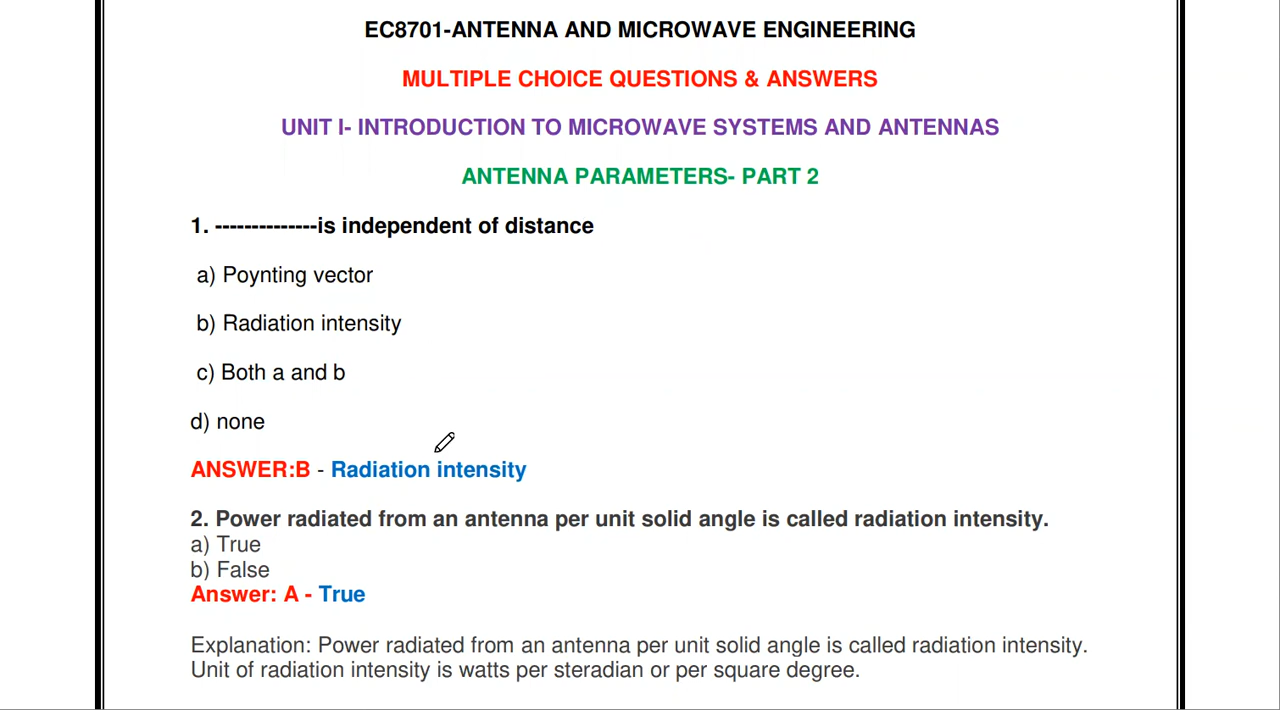 EC8701-ANTENNA AND MICROWAVE ENGINEERING
MULTIPLE CHOICE QUESTIONS & ANSWERS
UNIT I- INTRODUCTION TO MICROWAVE SYSTEMS AND ANTENNAS
ANTENNA PARAMETERS- PART 2
1. --------------is independent of distance
a) Poynting vector
b) Radiation intensity
c) Both a and b
d) none
ANSWER:B - Radiation intensity
2. Power radiated from an antenna per unit solid angle is called radiation intensity.
a) True
b) False
Answer: A - True
Explanation: Power radiated from an antenna per unit solid angle is called radiation intensity.
Unit of radiation intensity is watts per steradian or per square degree.